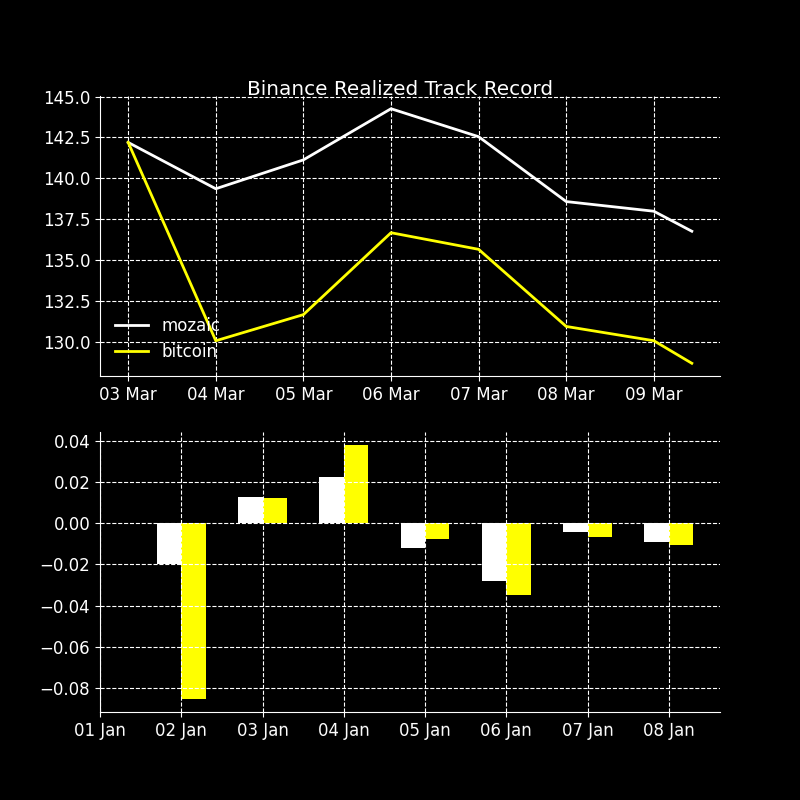 Binance Realized Track Record
145.0
142.5
140.0
137.5
135.0
132.5
130.0
mozaic
bitcoin
03 Mar 04 Mar 05 Mar 06 Mar 07 Mar 08 Mar 09 Mar
0.04
0.02
0.00
−0.02
−0.04
−0.06
−0.08
01 Jan 02 Jan 03 Jan 04 Jan 05 Jan 06 Jan 07 Jan 08 Jan